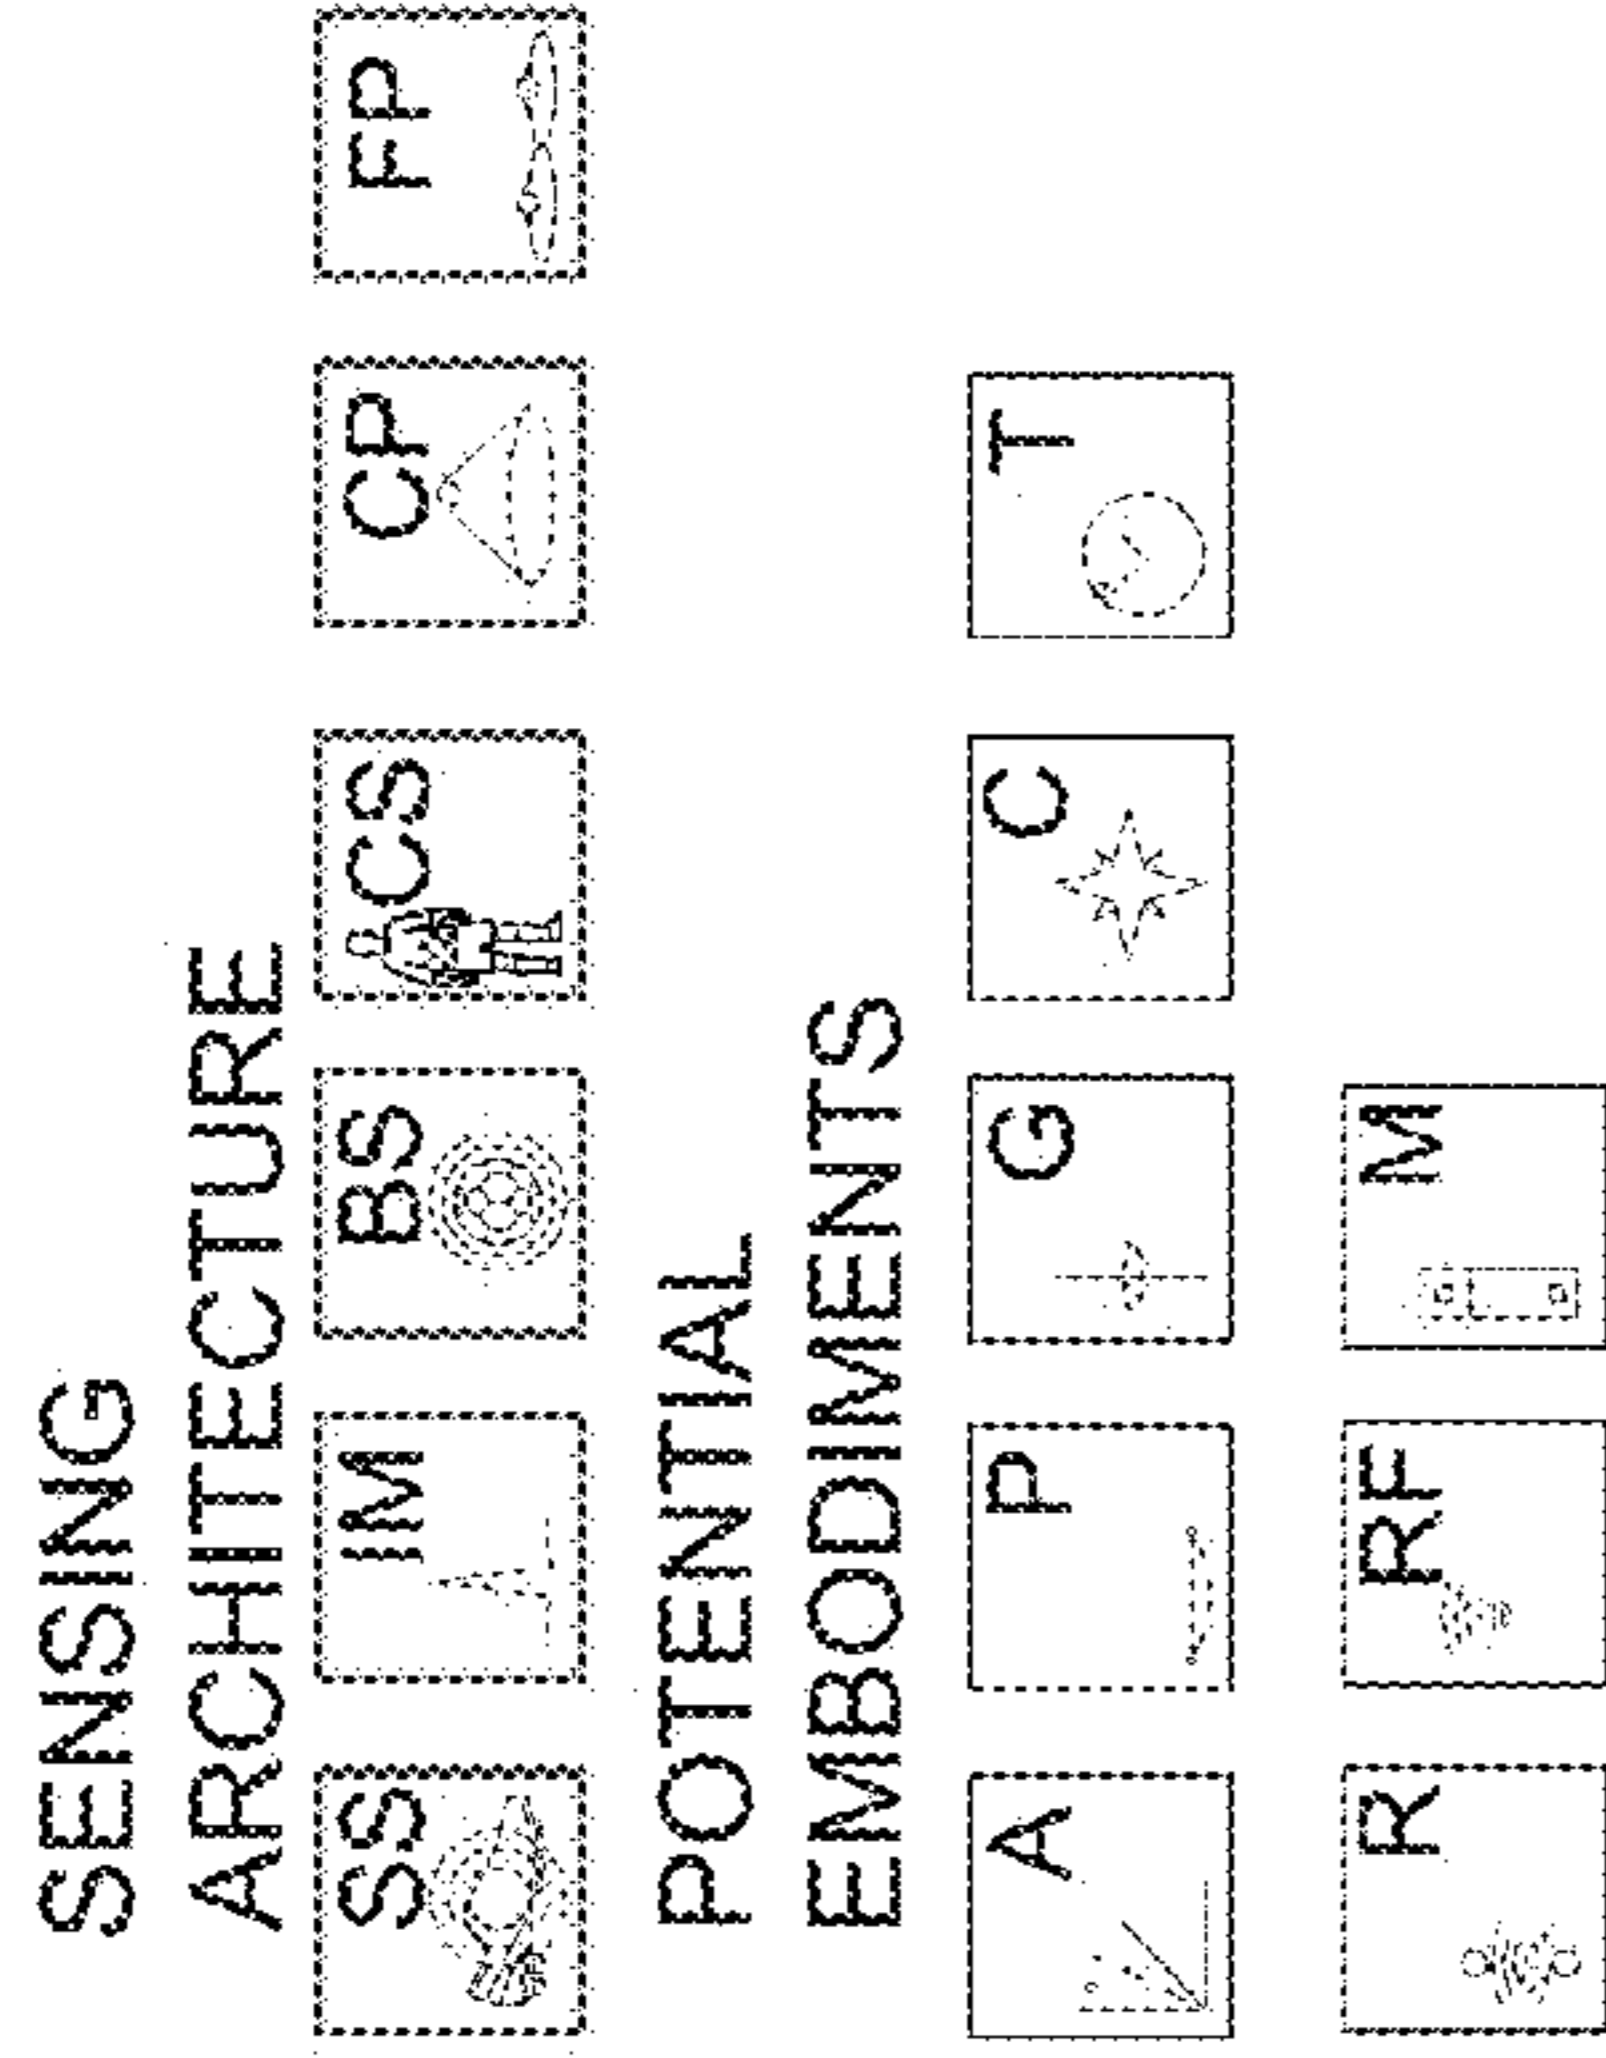 SENSING
ARCHITECTURE
SS IM BS CS CP FP
POTENTIAL
EMBODIMENTS
A P G C T
R RF M